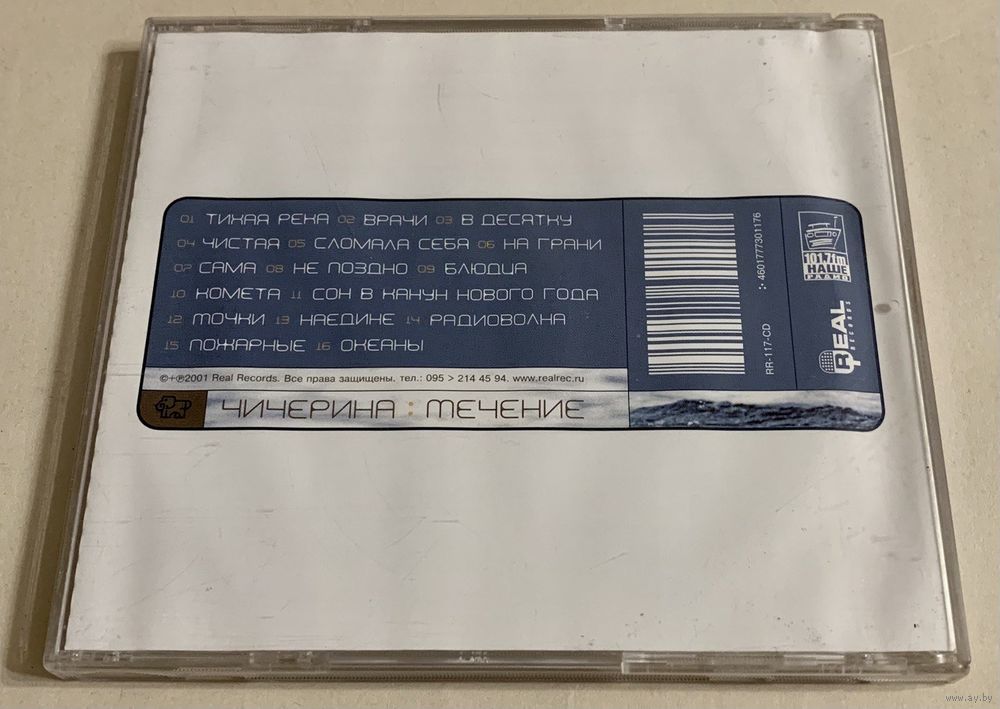 01 ТИХАЯ РЕКА 02 ВРАЧИ 03 В ДЕСЯТКУ
04 ЧИСТАЯ 05 СЛОМАЛА СЕБЯ 06 НА ГРАНИ
07 САМА 08 НЕ ПОЗДНО 09 БЛЮДЦА
10 КОМЕТА 11 СОН В КАНУН НОВОГО ГОДА
12 ТОЧКИ 13 НАЕДИНЕ 14 РАДИОВОЛНА
15 ПОЖАРНЫЕ 16 ОКЕАНЫ
©+℗2001 Real Records. Все права защищены. тел.: 095 > 214 45 94. www.realrec.ru
ЧИЧЕРИНА : ТЕЧЕНИЕ
4601777301176
RR-117-CD
101,7fm
НАШЕ
РАДИО
REAL
RECORDS
www.ay.by